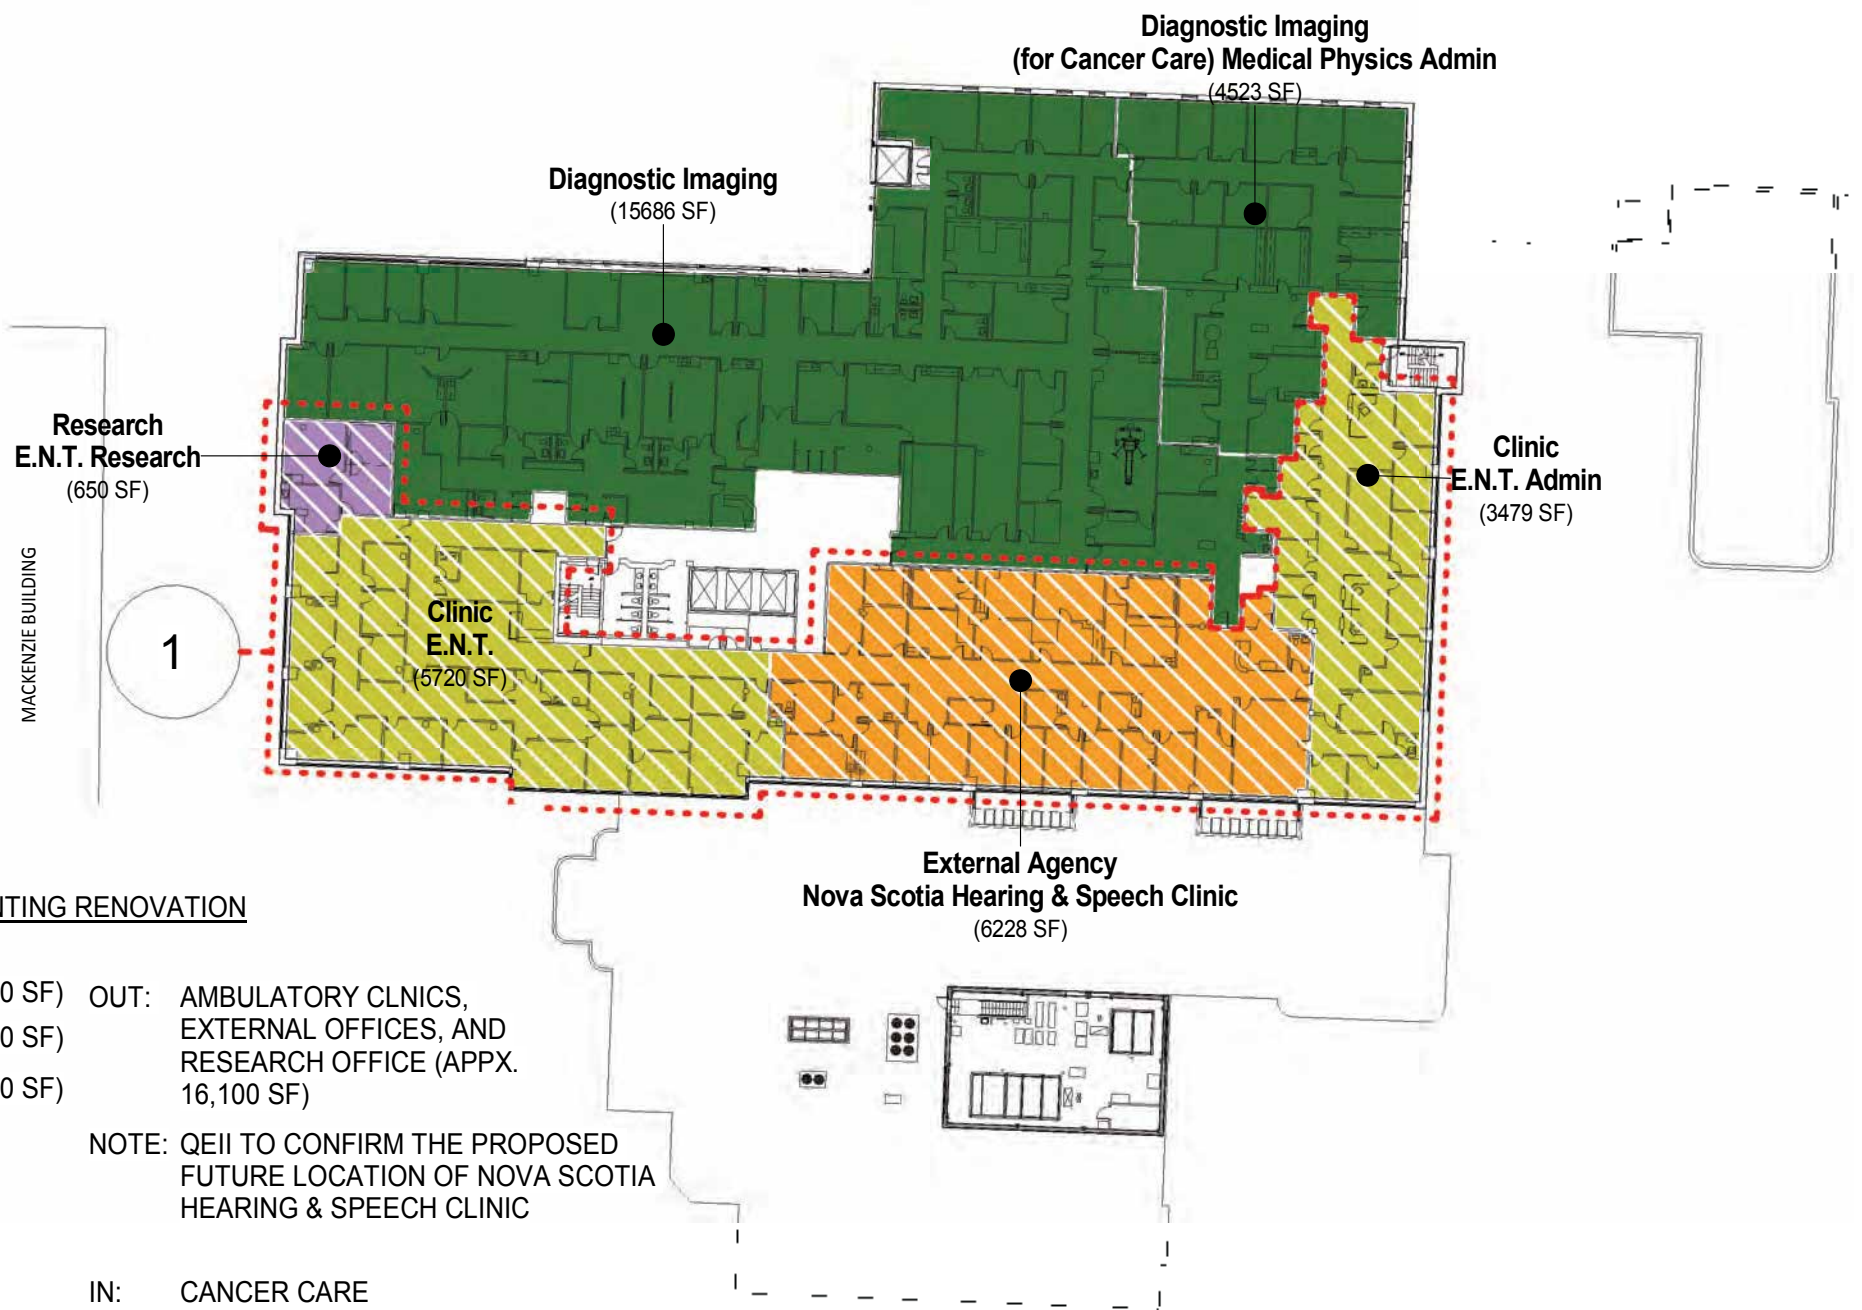 Diagnostic Imaging
(for Cancer Care) Medical Physics Admin
(4523 SF)
Diagnostic Imaging
(15686 SF)
Research
E.N.T. Research
(650 SF)
Clinic
E.N.T. Admin
(3479 SF)
MACKENZIE BUILDING
1
Clinic
E.N.T.
(5720 SF)
External Agency
Nova Scotia Hearing & Speech Clinic
(6228 SF)
NTING RENOVATION
0 SF)
0 SF)
0 SF)
OUT: AMBULATORY CLNICS,
EXTERNAL OFFICES, AND
RESEARCH OFFICE (APPX.
16,100 SF)
NOTE: QEII TO CONFIRM THE PROPOSED
FUTURE LOCATION OF NOVA SCOTIA
HEARING & SPEECH CLINIC
IN: CANCER CARE